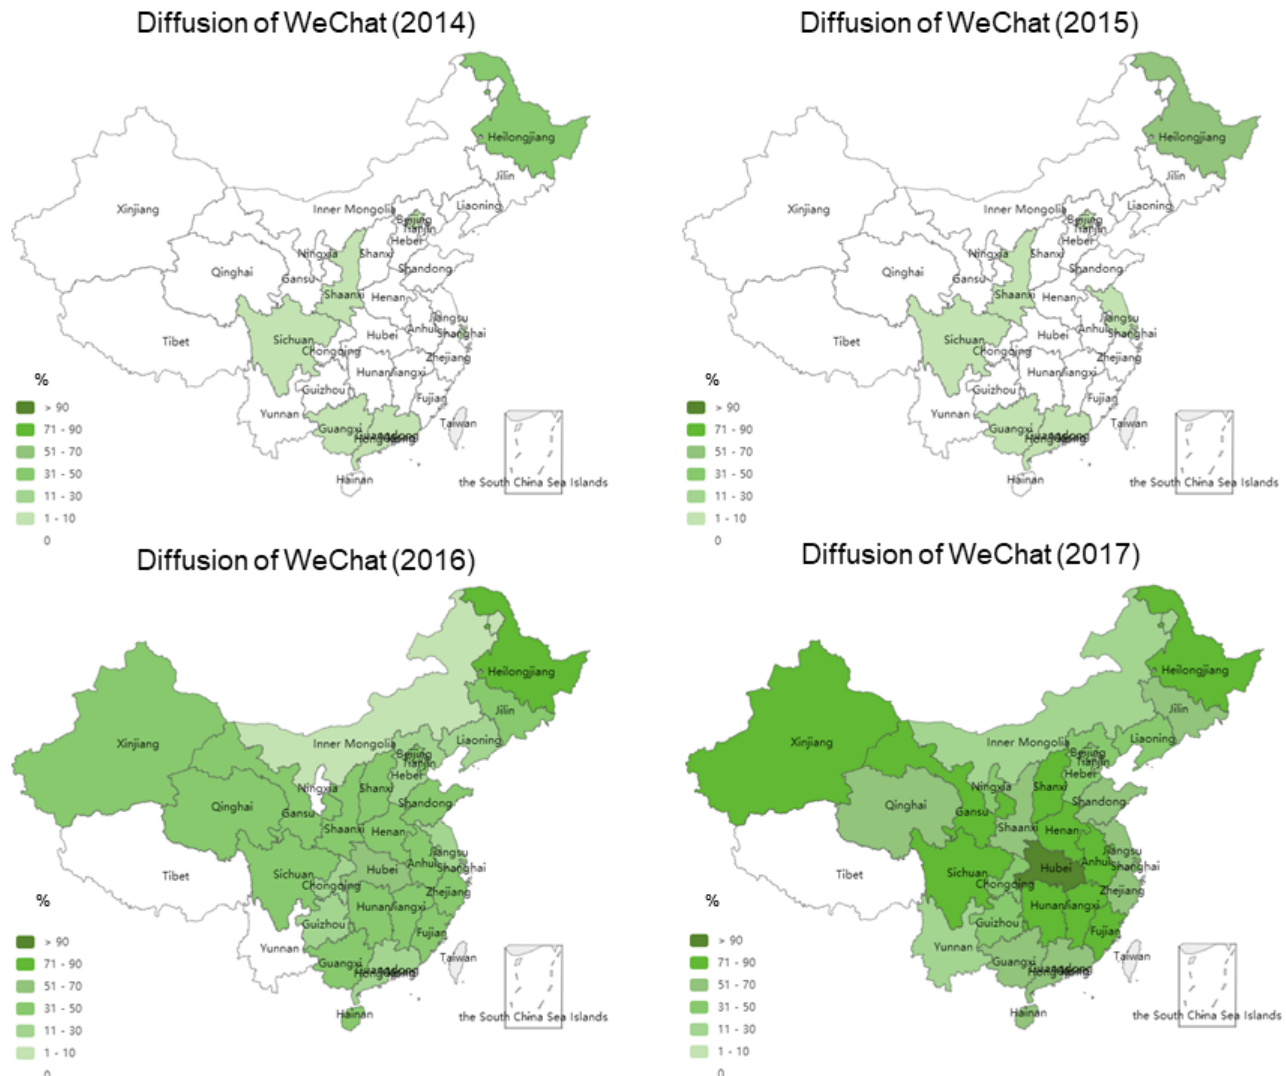 Diffusion of WeChat (2014)
Heilongjiang
Jilin
Xinjiang
Inner Mongolia
Liaoning
Beijing
Tianjin
Hebei
Ningxia
Shanxi
Qinghai
Gansu
Shandong
Shaanxi
Henan
Jiangsu
Tibet
Sichuan
Hubei
Anhui
Shanghai
Chongqing
Zhejiang
Hunan
Jiangxi
Guizhou
Fujian
Yunnan
Guangxi
Taiwan
Hainan
the South China Sea Islands
%
> 90
71 - 90
51 - 70
31 - 50
11 - 30
1 - 10
0
Diffusion of WeChat (2015)
Heilongjiang
Jilin
Xinjiang
Inner Mongolia
Liaoning
Beijing
Tianjin
Hebei
Ningxia
Shanxi
Qinghai
Gansu
Shandong
Shaanxi
Henan
Jiangsu
Tibet
Sichuan
Hubei
Anhui
Shanghai
Chongqing
Zhejiang
Hunan
Jiangxi
Guizhou
Fujian
Yunnan
Guangxi
Taiwan
Hainan
the South China Sea Islands
%
> 90
71 - 90
51 - 70
31 - 50
11 - 30
1 - 10
0
Diffusion of WeChat (2016)
Heilongjiang
Jilin
Xinjiang
Inner Mongolia
Liaoning
Beijing
Tianjin
Hebei
Ningxia
Shanxi
Qinghai
Gansu
Shandong
Shaanxi
Henan
Jiangsu
Tibet
Sichuan
Hubei
Anhui
Shanghai
Chongqing
Zhejiang
Hunan
Jiangxi
Guizhou
Fujian
Yunnan
Guangxi
Taiwan
Hainan
the South China Sea Islands
%
> 90
71 - 90
51 - 70
31 - 50
11 - 30
1 - 10
0
Diffusion of WeChat (2017)
Heilongjiang
Jilin
Xinjiang
Inner Mongolia
Liaoning
Beijing
Tianjin
Hebei
Ningxia
Shanxi
Qinghai
Gansu
Shandong
Shaanxi
Henan
Jiangsu
Tibet
Sichuan
Hubei
Anhui
Shanghai
Chongqing
Zhejiang
Hunan
Jiangxi
Guizhou
Fujian
Yunnan
Guangxi
Taiwan
Hainan
the South China Sea Islands
%
> 90
71 - 90
51 - 70
31 - 50
11 - 30
1 - 10
0